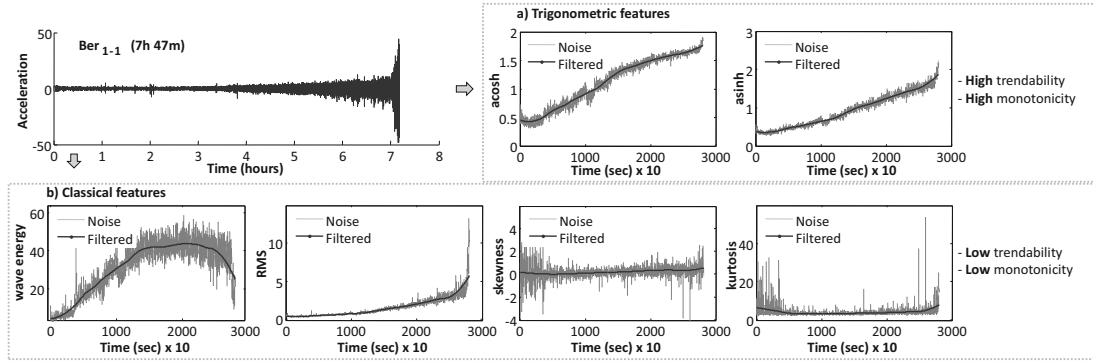 a) Trigonometric features
50
0
-50
Acceleration
Ber 1-1 (7h 47m)
0 1 2 3 4 5 6 7 8
Time (hours)
2
1.5
1
0.5
0
acosh
Noise
Filtered
0 1000 2000 3000
Time (sec) x 10
3
2
1
0
asinh
Noise
Filtered
0 1000 2000 3000
Time (sec) x 10
- High trendability
- High monotonicity
b) Classical features
60
40
20
wave energy
Noise
Filtered
0 1000 2000 3000
Time (sec) x 10
10
5
0
RMS
Noise
Filtered
0 1000 2000 3000
Time (sec) x 10
4
2
0
-2
-4
skewness
Noise
Filtered
0 1000 2000 3000
Time (sec) x 10
60
40
20
0
kurtosis
Noise
Filtered
0 1000 2000 3000
Time (sec) x 10
- Low trendability
- Low monotonicity